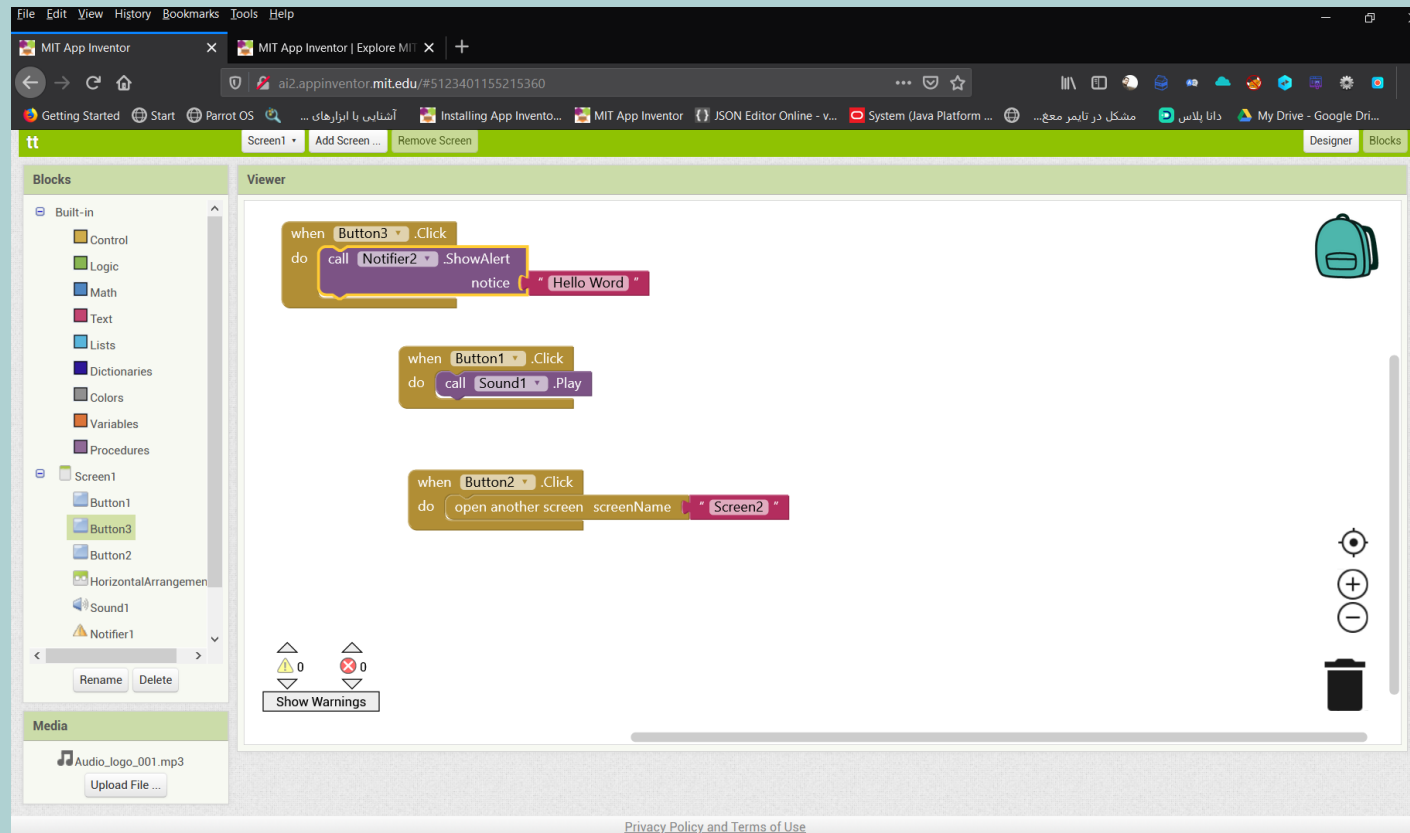 File Edit View History Bookmarks Tools Help
MIT App Inventor
MIT App Inventor | Explore MIT
ai2.appinventor.mit.edu/#5123401155215360
Getting Started Start Parrot OS آشنایی با ابزارهای ... Installing App Invento... MIT App Inventor JSON Editor Online - v... System (Java Platform ... مشکل در تایمر معع... دانا پلاس My Drive - Google Dri...
tt Screen1 Add Screen ... Remove Screen Designer Blocks
Blocks
Built-in
Control
Logic
Math
Text
Lists
Dictionaries
Colors
Variables
Procedures
Screen1
Button1
Button3
Button2
HorizontalArrangemen
Sound1
Notifier1
Rename Delete
Media
Audio_logo_001.mp3
Upload File ...
Viewer
when Button3 .Click
do call Notifier2 .ShowAlert
notice " Hello Word "
when Button1 .Click
do call Sound1 .Play
when Button2 .Click
do open another screen screenName " Screen2 "
0 0
Show Warnings
Privacy Policy and Terms of Use